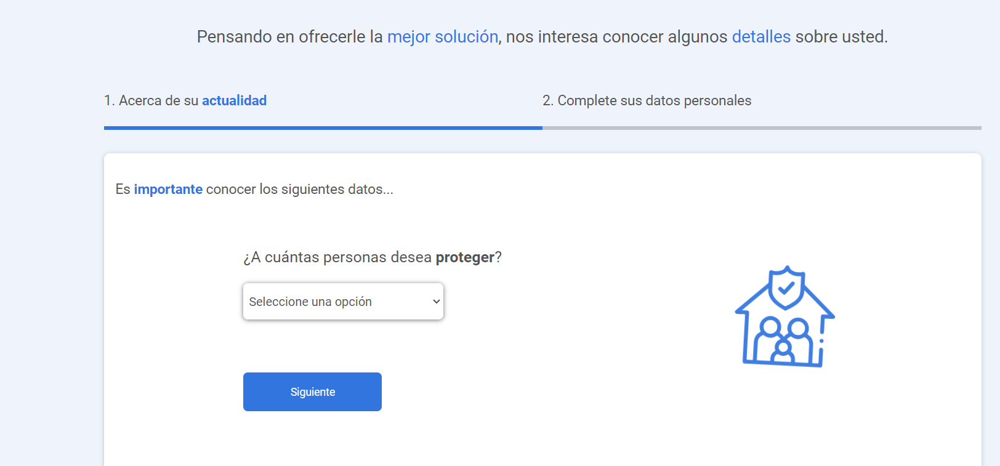 Pensando en ofrecerle la mejor solución, nos interesa conocer algunos detalles sobre usted.
1. Acerca de su actualidad
2. Complete sus datos personales
Es importante conocer los siguientes datos...
¿A cuántas personas desea proteger?
Seleccione una opción
Siguiente